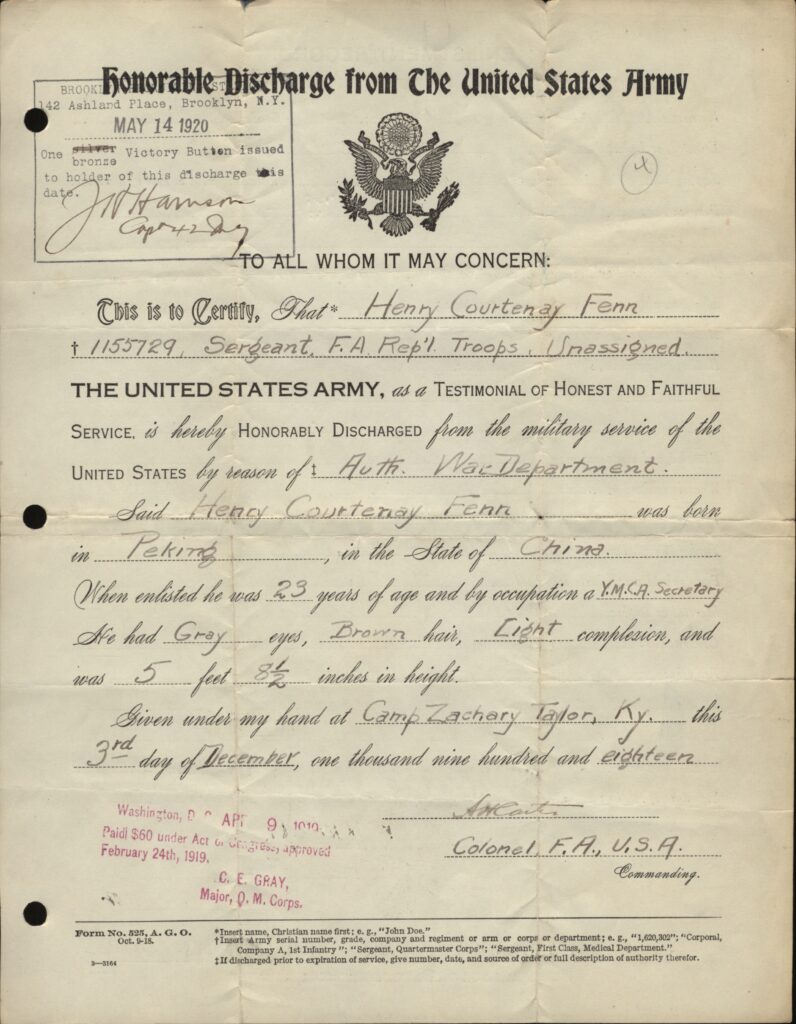 Honorable Discharge from The United States Army
142 Ashland Place, Brooklyn, N.Y.
MAY 14 1920
One silver Victory Button issued
bronze
to holder of this discharge this
date.
J W Harrison
4
TO ALL WHOM IT MAY CONCERN:
This is to Certify, That* Henry Courtenay Fenn
† 1155729, Sergeant, F.A. Rep'l. Troops, Unassigned.
THE UNITED STATES ARMY, as a TESTIMONIAL OF HONEST AND FAITHFUL
SERVICE, is hereby HONORABLY DISCHARGED from the military service of the
UNITED STATES by reason of ‡ Auth. War Department.
Said Henry Courtenay Fenn was born
in Peking, in the State of China.
When enlisted he was 23 years of age and by occupation a Y.M.C.A. Secretary
He had Gray eyes, Brown hair, Light complexion, and
was 5 feet 8½ inches in height.
Given under my hand at Camp Zachary Taylor, Ky. this
3rd day of December, one thousand nine hundred and eighteen
Colonel, F.A., U.S.A.
Commanding.
Washington, D C APR 9 1919
Paid $60 under Act of Congress, approved
February 24th, 1919.
C. E. GRAY,
Major, Q. M. Corps.
Form No. 525, A. G. O.
Oct. 9-18.
3—3164
*Insert name, Christian name first; e. g., "John Doe."
†Insert Army serial number, grade, company and regiment or arm or corps or department; e. g., "1,620,302"; "Corporal,
Company A, 1st Infantry"; "Sergeant, Quartermaster Corps"; "Sergeant, First Class, Medical Department."
‡If discharged prior to expiration of service, give number, date, and source of order or full description of authority therefor.